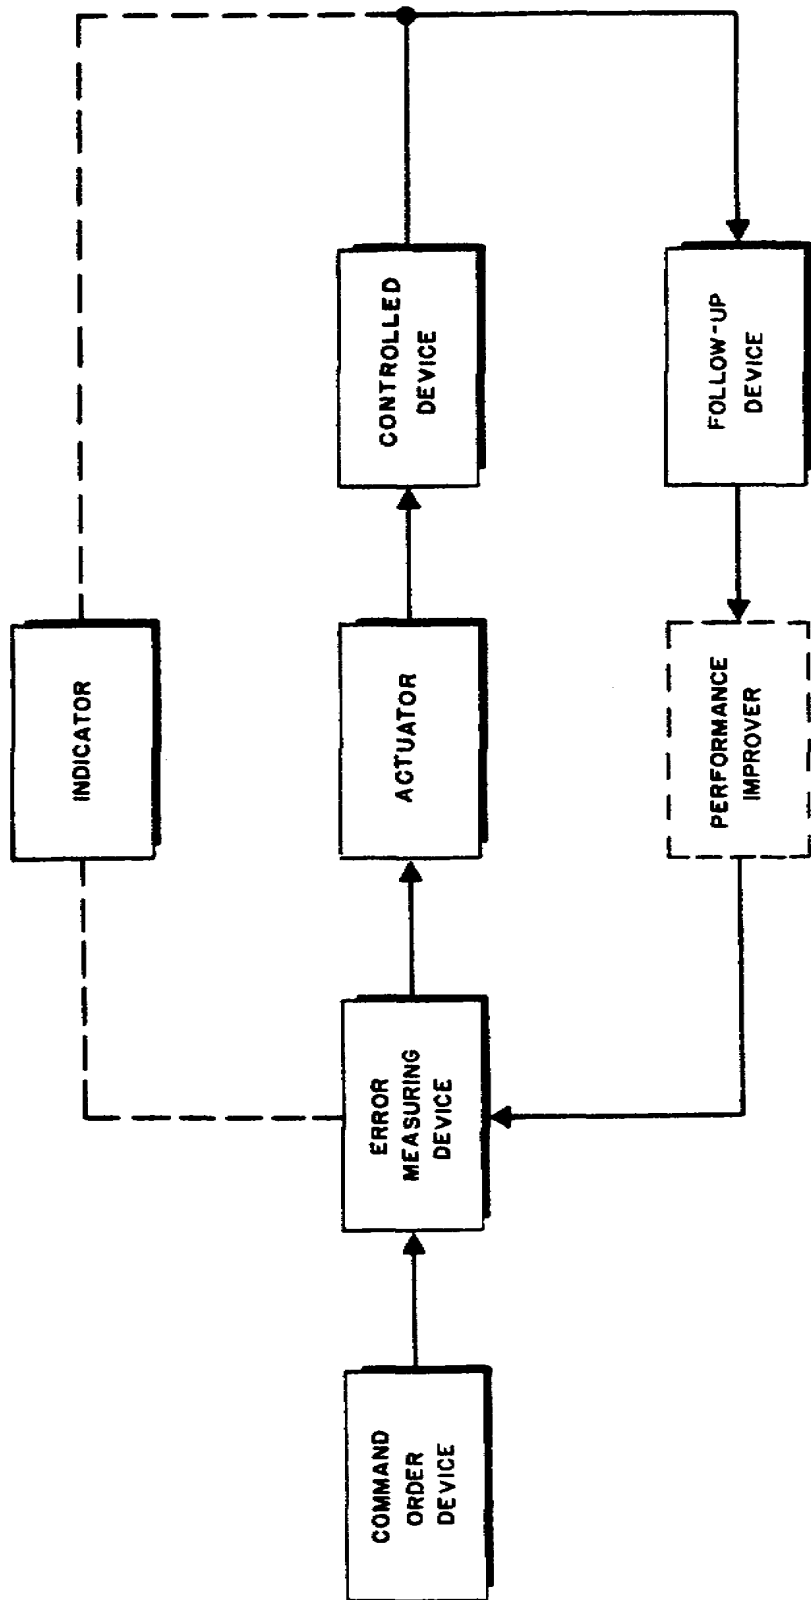 INDICATOR
COMMAND
ORDER
DEVICE
ERROR
MEASURING
DEVICE
ACTUATOR
CONTROLLED
DEVICE
PERFORMANCE
IMPROVER
FOLLOW-UP
DEVICE